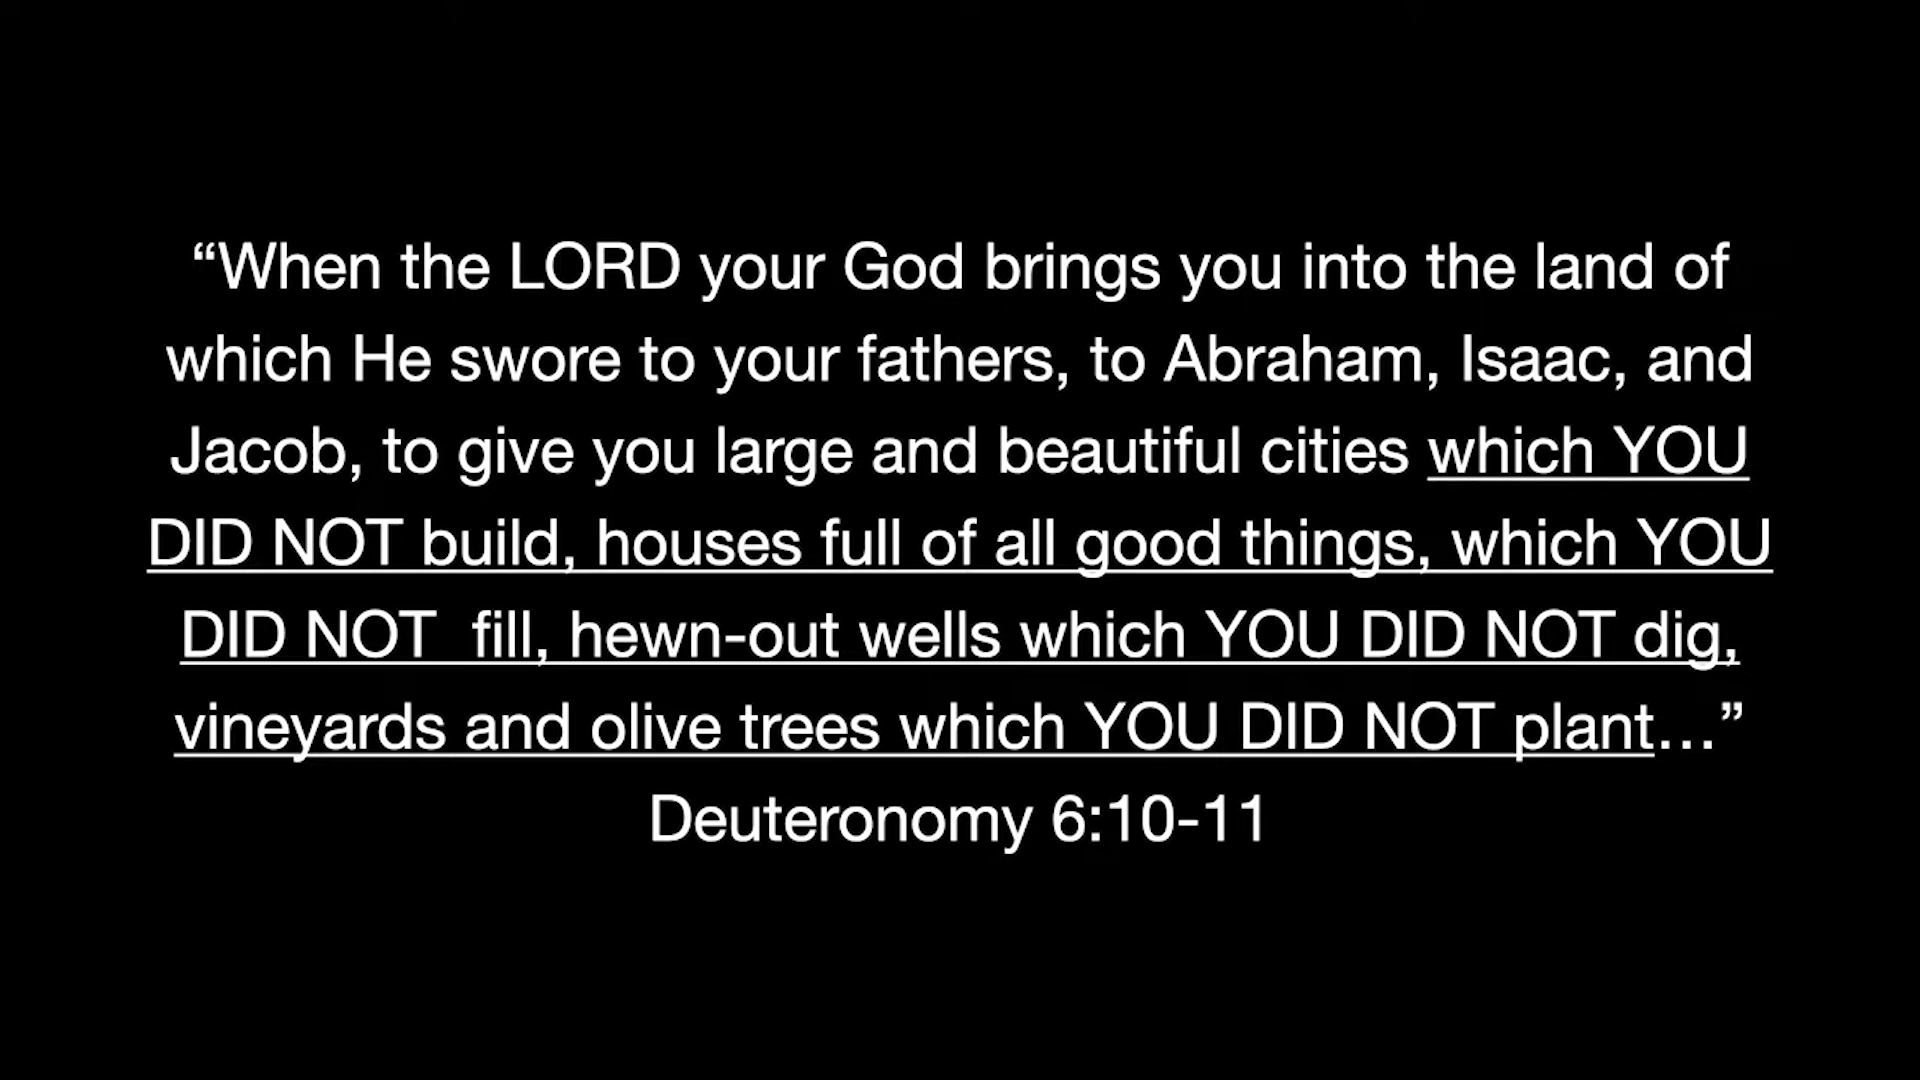 “When the LORD your God brings you into the land of
which He swore to your fathers, to Abraham, Isaac, and
Jacob, to give you large and beautiful cities which YOU
DID NOT build, houses full of all good things, which YOU
DID NOT  fill, hewn-out wells which YOU DID NOT dig,
vineyards and olive trees which YOU DID NOT plant…”
Deuteronomy 6:10-11